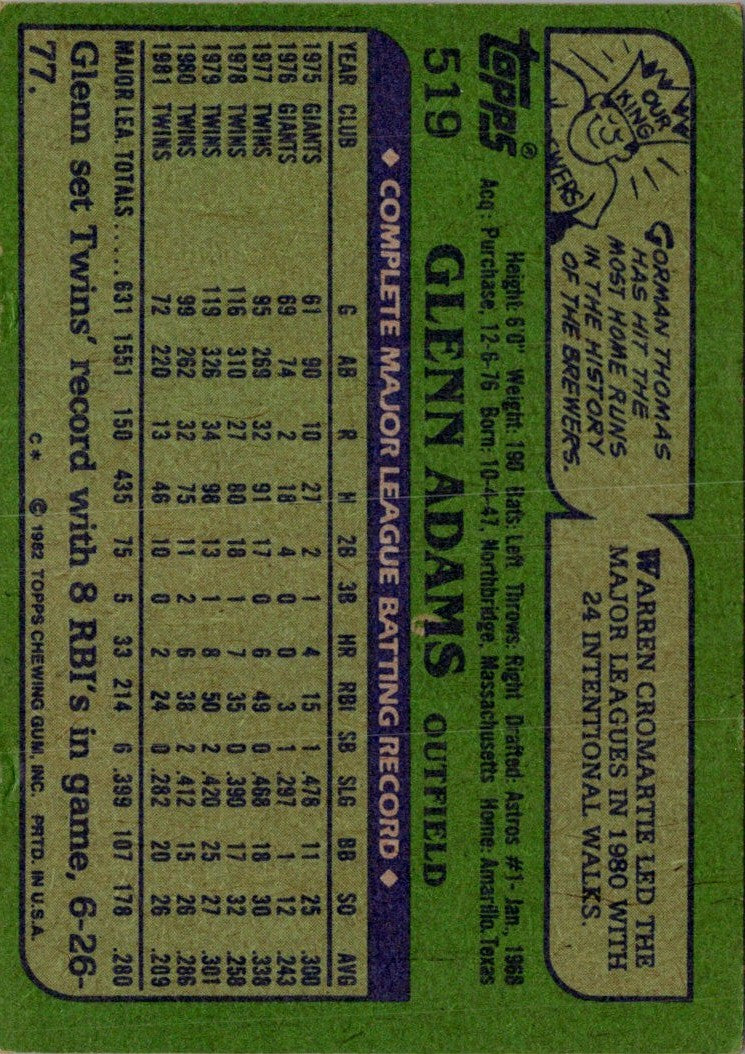 OUR
KING
BREWERS
GORMAN THOMAS
HAS HIT THE
MOST HOME RUNS
IN THE HISTORY
OF THE BREWERS.
WARREN CROMARTIE LED THE
MAJOR LEAGUES IN 1980 WITH
24 INTENTIONAL WALKS.
TOPPS®
Height: 6'0" Weight: 190 Bats: Left Throws: Right Drafted: Astros #1-Jan., 1968
Acq: Purchase, 12-6-76 Born: 10-4-47, Northbridge, Massachusetts Home: Amarillo, Texas
519 GLENN ADAMS OUTFIELD
♦ COMPLETE MAJOR LEAGUE BATTING RECORD ♦
YEAR CLUB G AB R H 2B 3B HR RBI SB SLG BB SO AVG
1975 GIANTS 61 90 10 27 2 1 4 15 1 .478 11 25 .300
1976 GIANTS 69 74 2 18 4 0 0 3 1 .297 1 12 .243
1977 TWINS 95 269 32 91 17 0 6 49 0 .468 18 30 .338
1978 TWINS 116 310 27 80 18 1 7 35 0 .390 17 32 .258
1979 TWINS 119 326 34 98 13 1 8 50 2 .420 25 27 .301
1980 TWINS 99 262 32 75 11 2 6 38 2 .412 15 26 .286
1981 TWINS 72 220 13 46 10 0 2 24 0 .282 20 26 .209
MAJOR LEA. TOTALS..... 631 1551 150 435 75 5 33 214 6 .399 107 178 .280
Glenn set Twins' record with 8 RBI's in game, 6-26-
77.
C* © 1982 TOPPS CHEWING GUM, INC. PRTD. IN U.S.A.